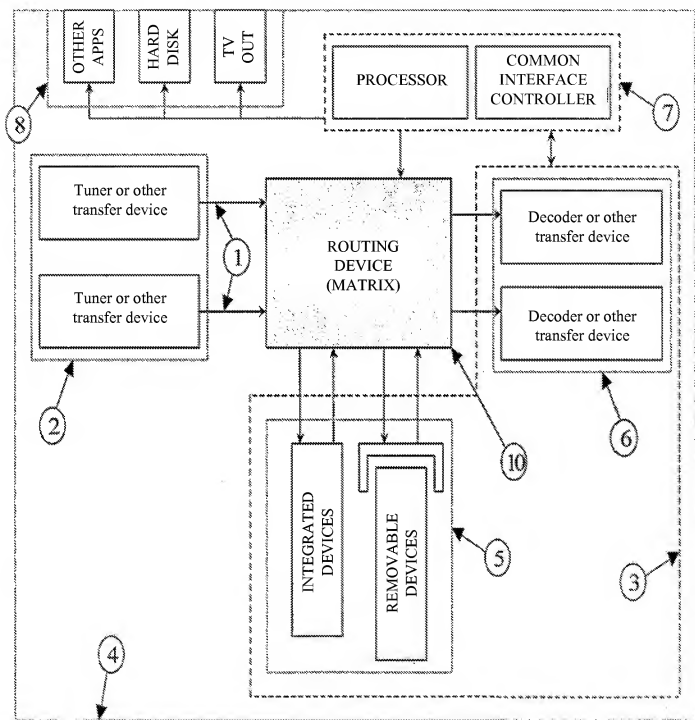 OTHER
APPS
HARD
DISK
TV
OUT
PROCESSOR
COMMON
INTERFACE
CONTROLLER
8
7
Tuner or other
transfer device
Tuner or other
transfer device
1
ROUTING
DEVICE
(MATRIX)
Decoder or other
transfer device
Decoder or other
transfer device
2
6
10
INTEGRATED
DEVICES
REMOVABLE
DEVICES
5
3
4